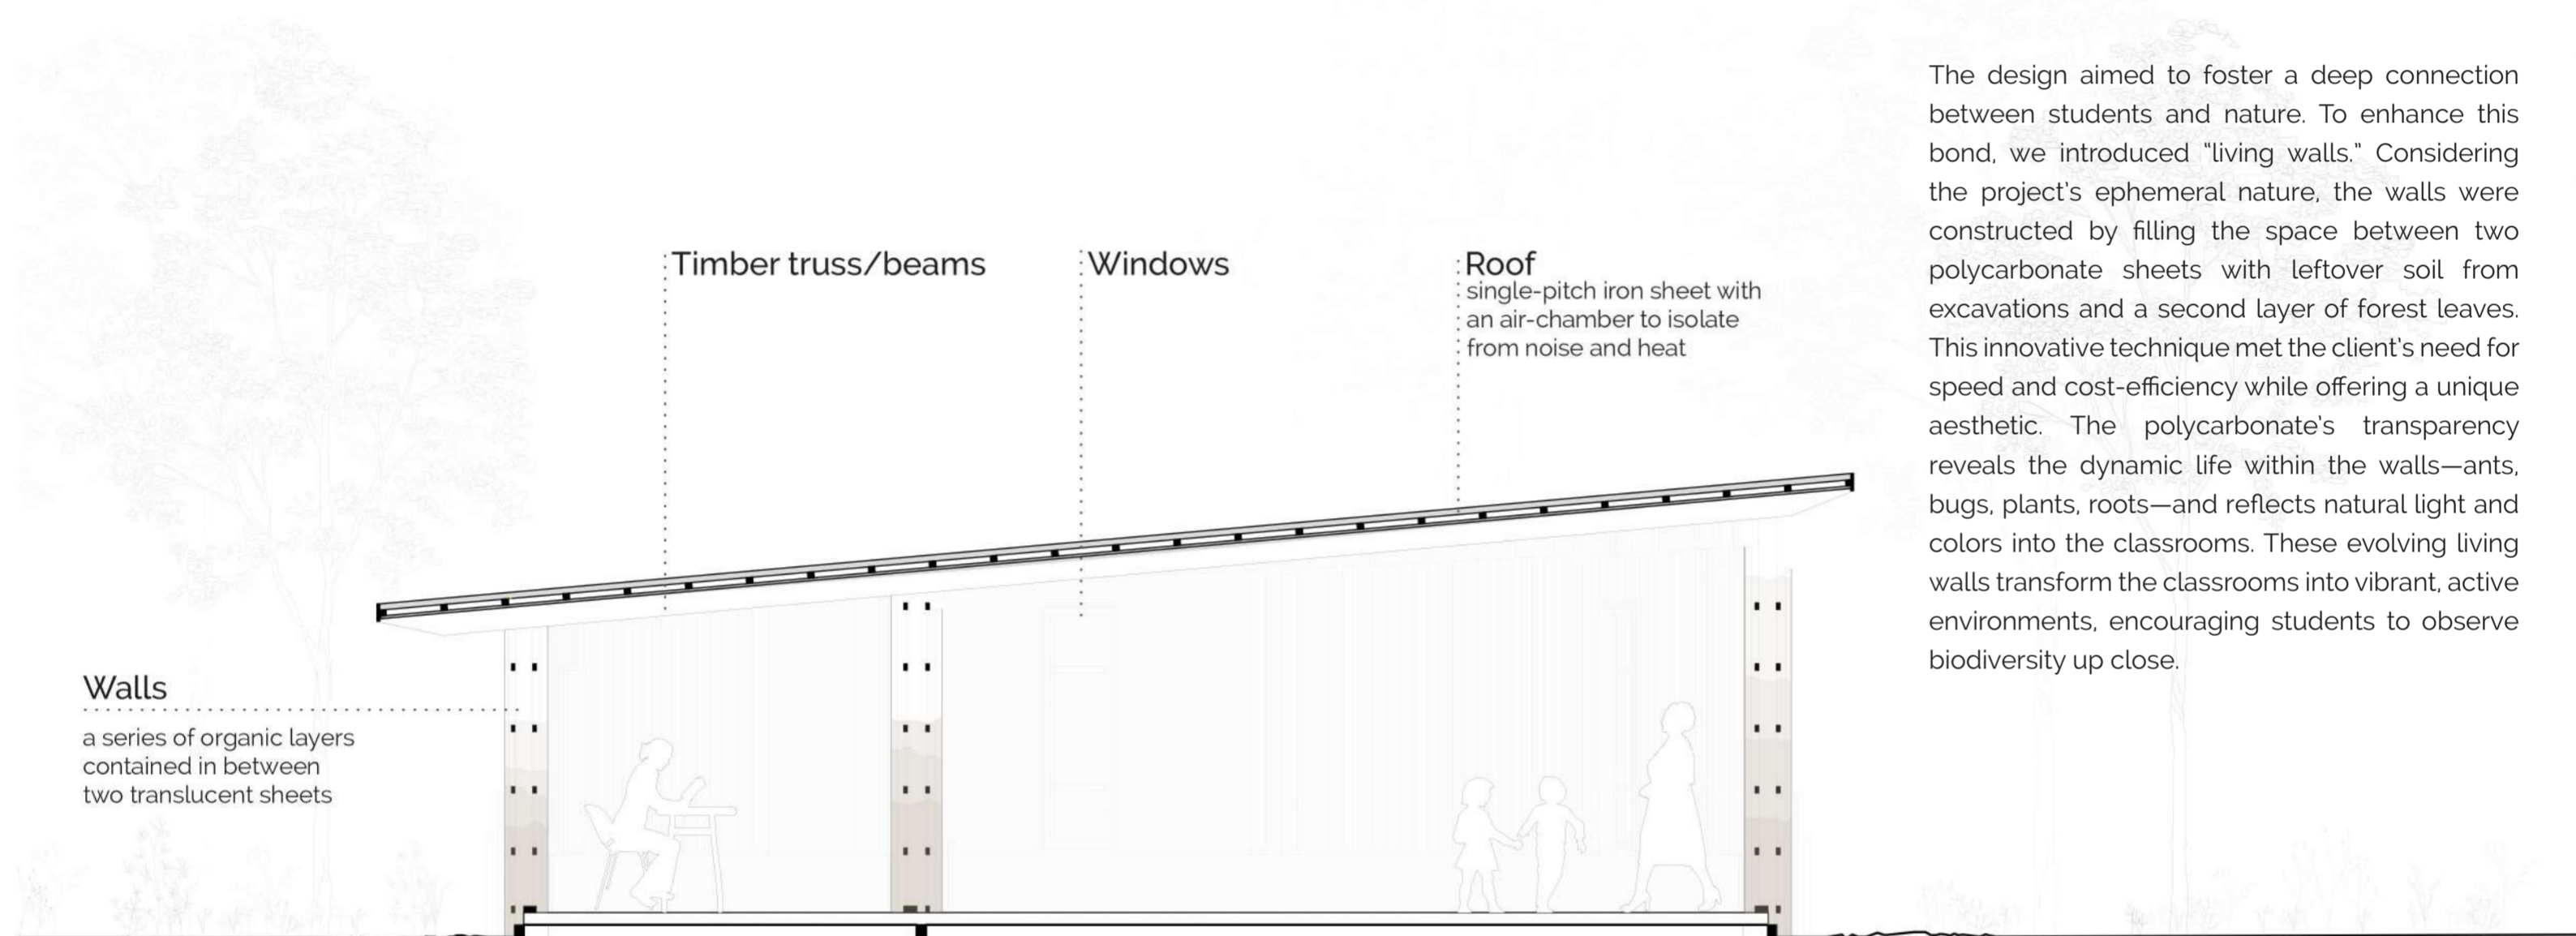 Timber truss/beams
Windows
Roof
single-pitch iron sheet with
an air-chamber to isolate
from noise and heat
Walls
a series of organic layers
contained in between
two translucent sheets
The design aimed to foster a deep connection
between students and nature. To enhance this
bond, we introduced “living walls.” Considering
the project's ephemeral nature, the walls were
constructed by filling the space between two
polycarbonate sheets with leftover soil from
excavations and a second layer of forest leaves.
This innovative technique met the client's need for
speed and cost-efficiency while offering a unique
aesthetic. The polycarbonate's transparency
reveals the dynamic life within the walls—ants,
bugs, plants, roots—and reflects natural light and
colors into the classrooms. These evolving living
walls transform the classrooms into vibrant, active
environments, encouraging students to observe
biodiversity up close.